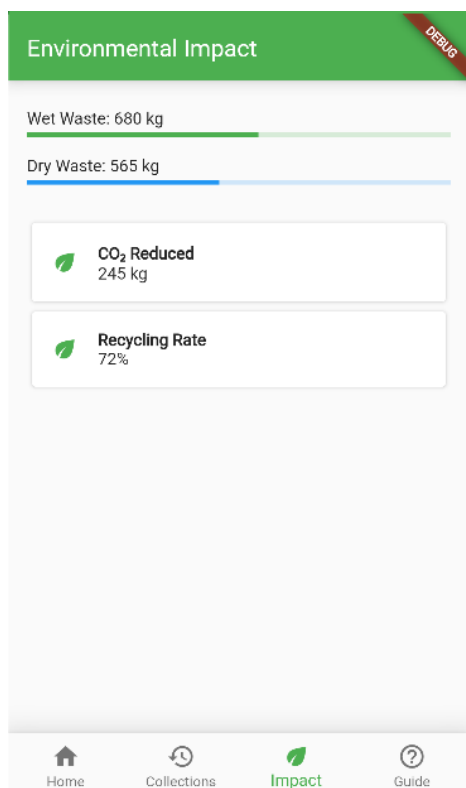 Environmental Impact
DEBUG
Wet Waste: 680 kg
Dry Waste: 565 kg
CO₂ Reduced
245 kg
Recycling Rate
72%
Home
Collections
Impact
Guide